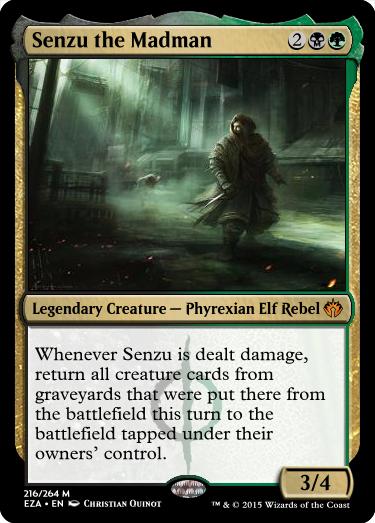 Senzu the Madman 2
Legendary Creature — Phyrexian Elf Rebel
Whenever Senzu is dealt damage,
return all creature cards from
graveyards that were put there from
the battlefield this turn to the
battlefield tapped under their
owners' control.
3/4
216/264 M
EZA • EN Christian Quinot ™ & © 2015 Wizards of the Coast